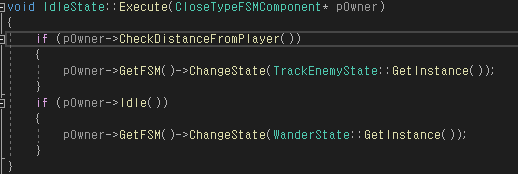 void IdleState::Execute(CloseTypeFSMComponent* pOwner)
{
    if (pOwner->CheckDistanceFromPlayer())
    {
        pOwner->GetFSM()->ChangeState(TrackEnemyState::GetInstance());
    }
    if (pOwner->Idle())
    {
        pOwner->GetFSM()->ChangeState(WanderState::GetInstance());
    }
}